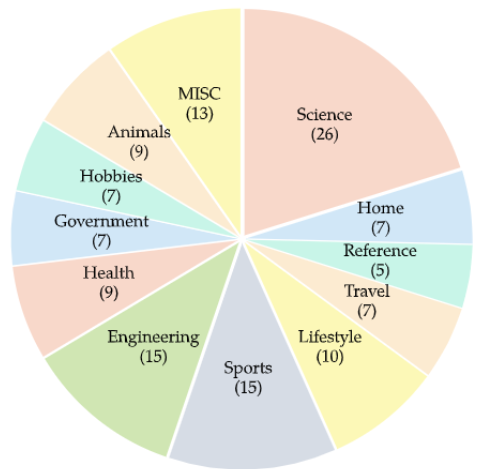 MISC
(13)
Science
(26)
Animals
(9)
Hobbies
(7)
Home
(7)
Government
(7)
Reference
(5)
Health
(9)
Travel
(7)
Engineering
(15)
Lifestyle
(10)
Sports
(15)